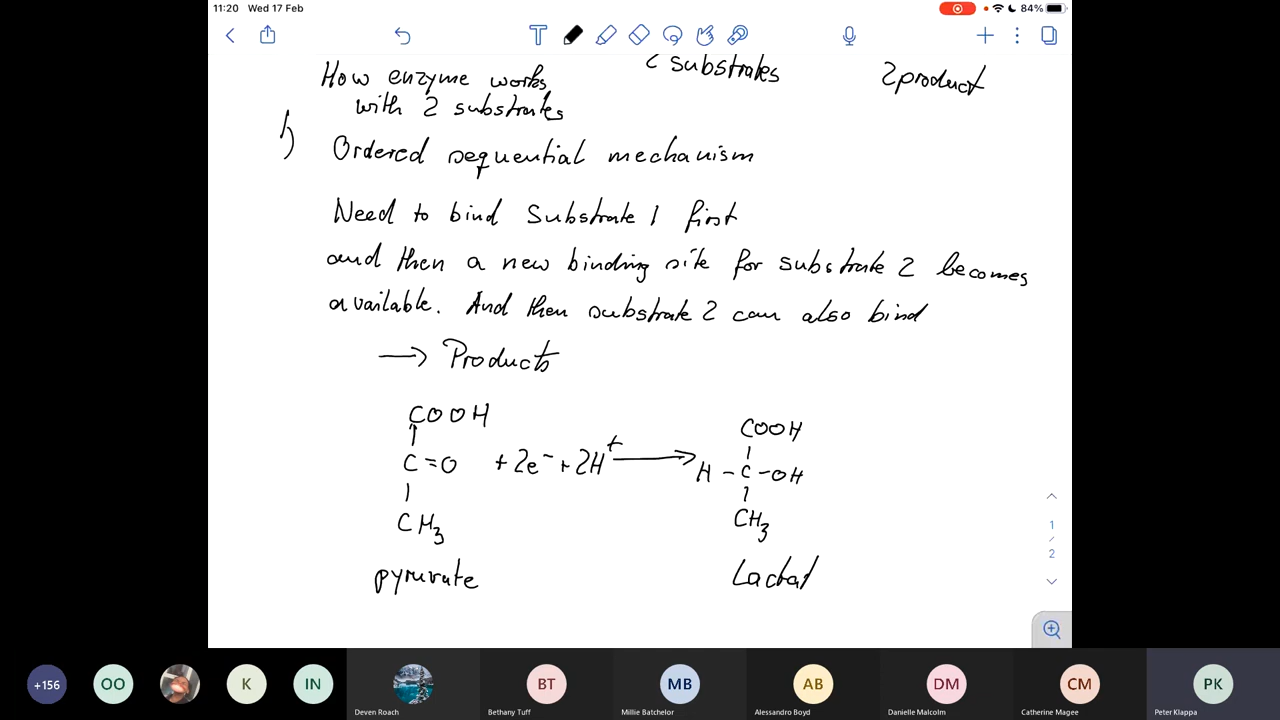 11:20 Wed 17 Feb
84%
How enzyme works
with 2 substrates
substrates
2 product
1)
Ordered sequential mechanism
Need to bind Substrate 1 first
and then a new binding site for substrate 2 becomes
available. And then substrate 2 can also bind
→ Products
COOH
C=O + 2e⁻ + 2H⁺ →
CH3
pyruvate
COOH
H - C - OH
CH3
Lactat
1
/
2
+156
OO
K
IN
BT
MB
AB
DM
CM
PK
Deven Roach
Bethany Tuff
Millie Batchelor
Alessandro Boyd
Danielle Malcolm
Catherine Magee
Peter Klappa